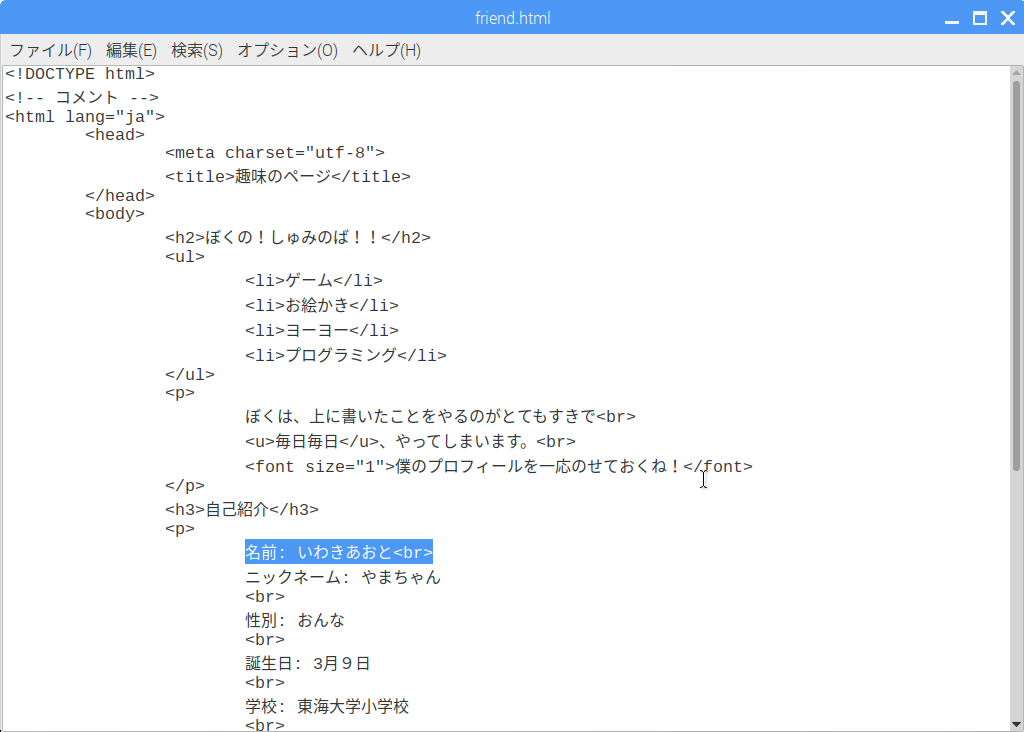 friend.html
ファイル(F) 編集(E) 検索(S) オプション(O) ヘルプ(H)
<!DOCTYPE html>
<!-- コメント -->
<html lang="ja">
<head>
<meta charset="utf-8">
<title>趣味のページ</title>
</head>
<body>
<h2>ぼくの！しゅみのば！！</h2>
<ul>
<li>ゲーム</li>
<li>お絵かき</li>
<li>ヨーヨー</li>
<li>プログラミング</li>
</ul>
<p>
ぼくは、上に書いたことをやるのがとてもすきで<br>
<u>毎日毎日</u>、やってしまいます。<br>
<font size="1">僕のプロフィールを一応のせておくね！</font>
</p>
<h3>自己紹介</h3>
<p>
名前: いわきあおと<br>
ニックネーム: やまちゃん
<br>
性別: おんな
<br>
誕生日: 3月９日
<br>
学校: 東海大学小学校
<br>